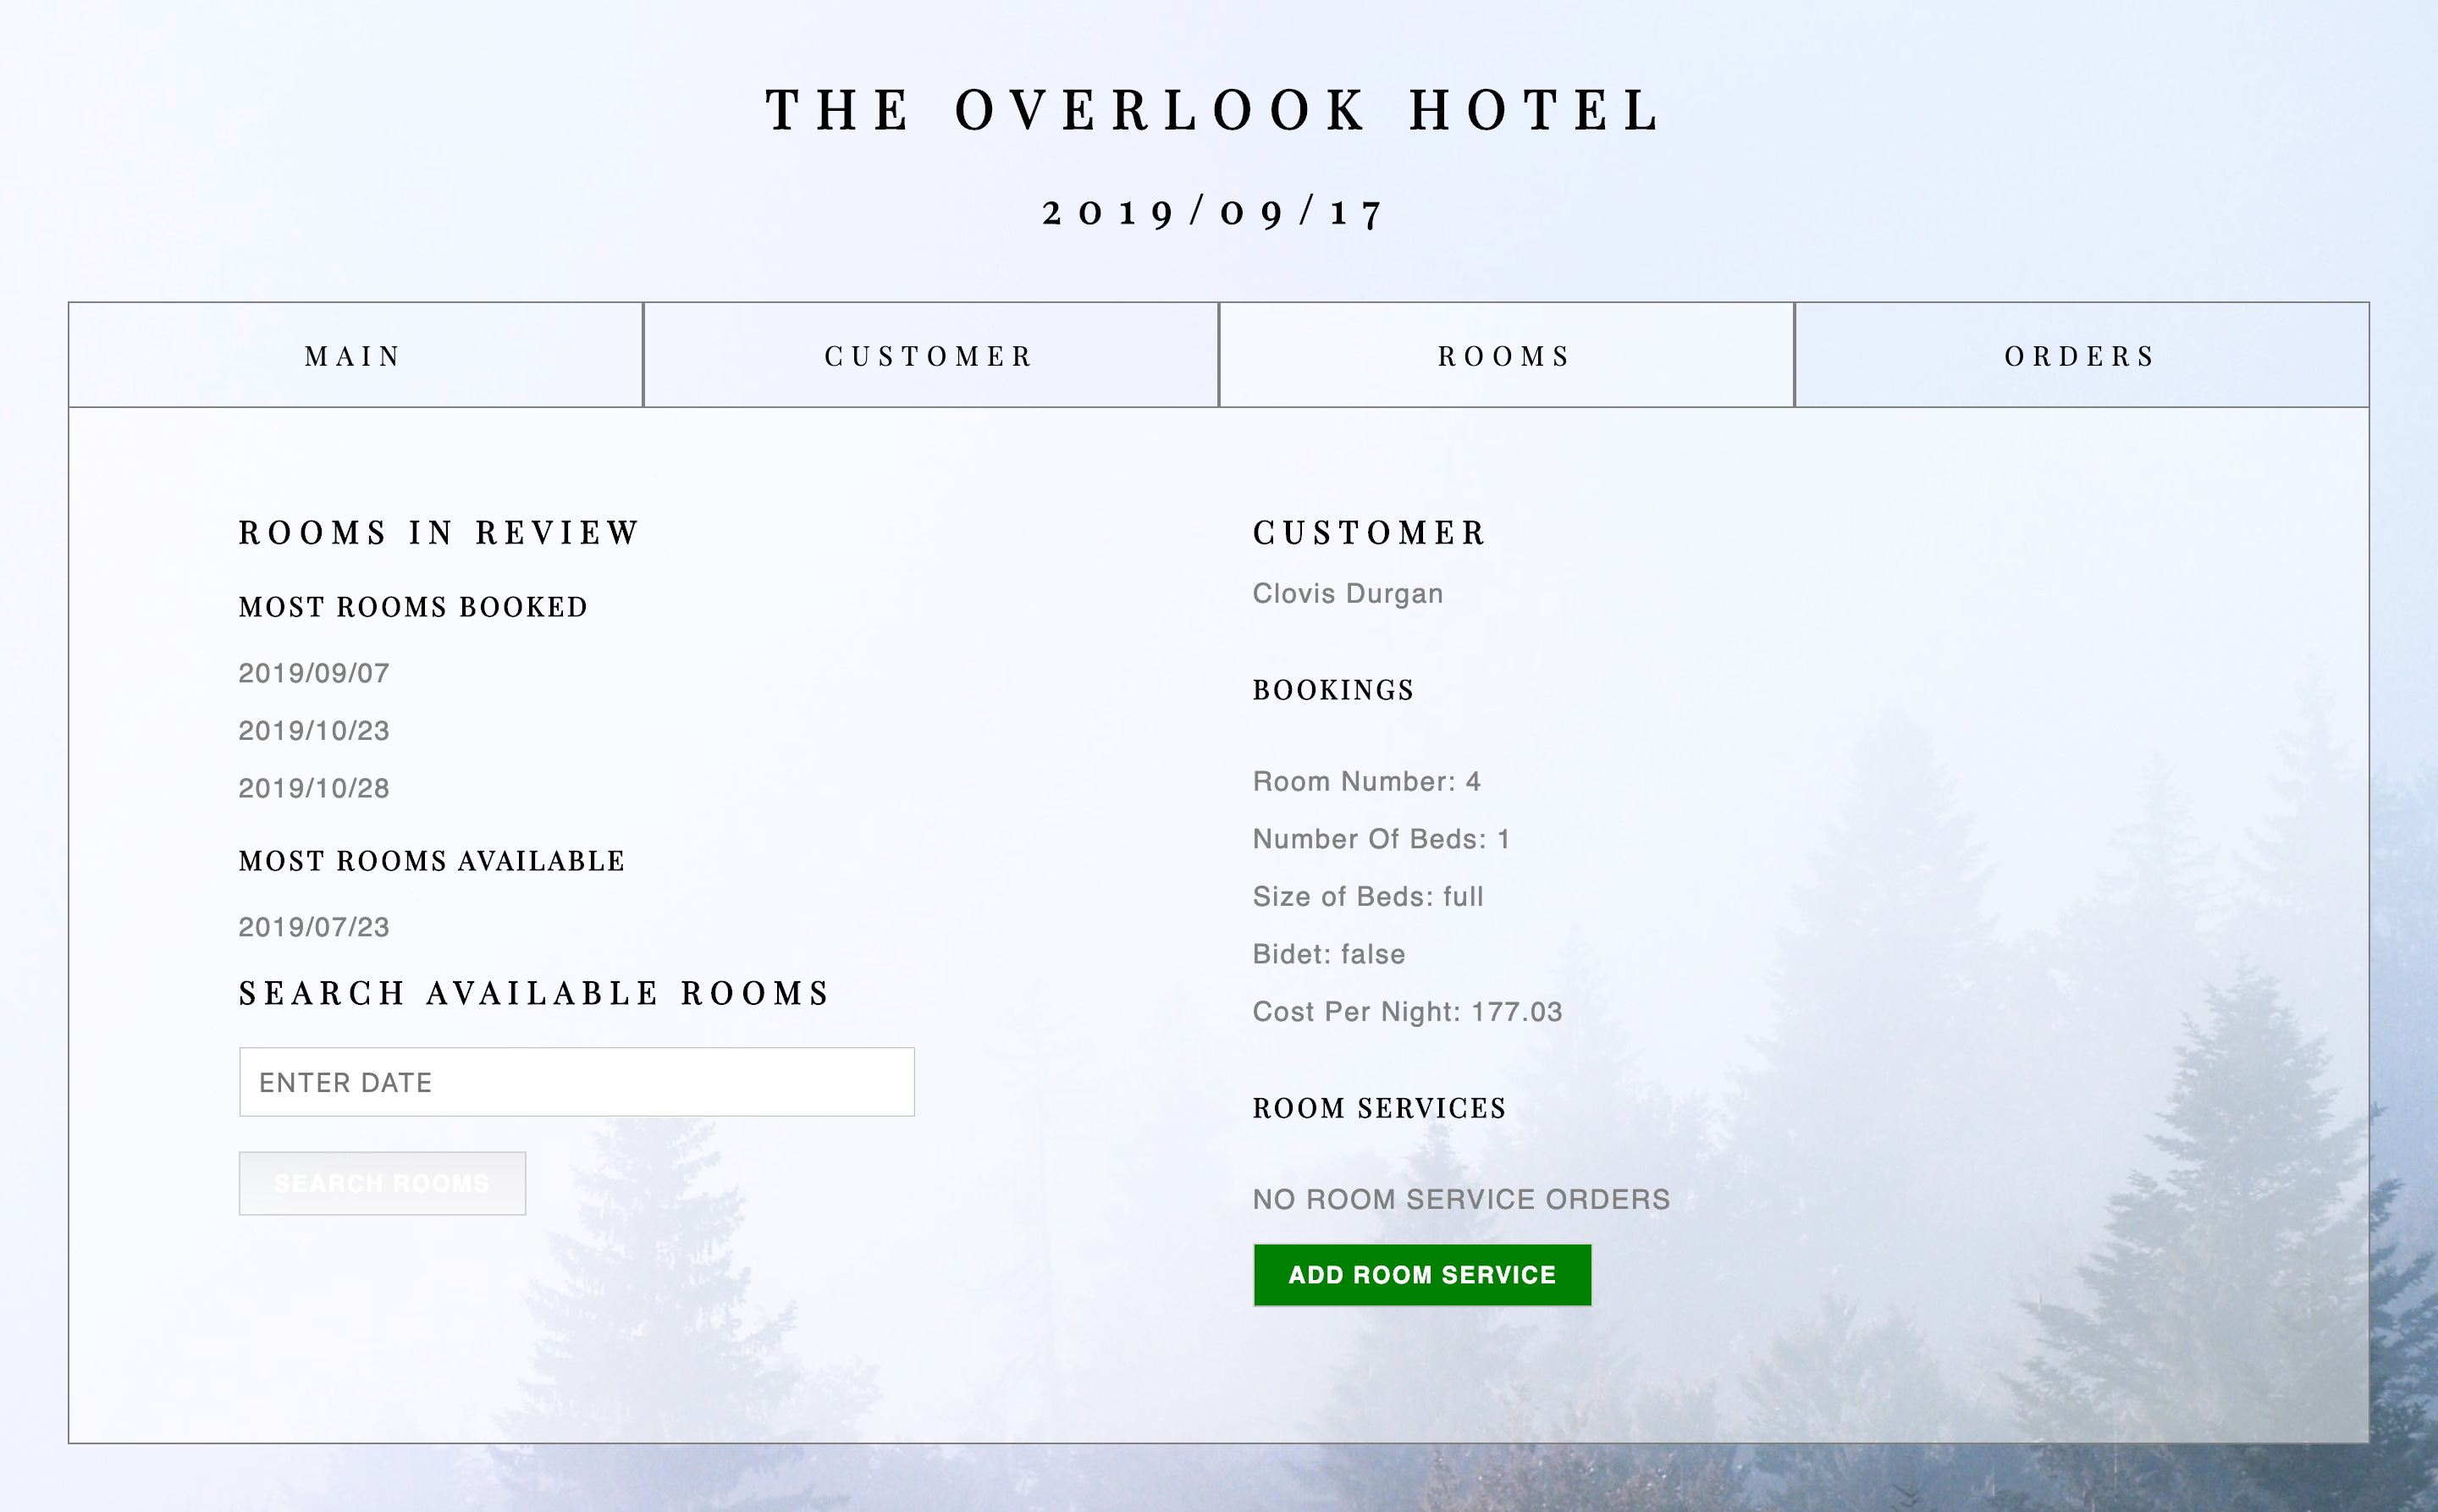 THE OVERLOOK HOTEL
2019/09/17
MAIN
CUSTOMER
ROOMS
ORDERS
ROOMS IN REVIEW
MOST ROOMS BOOKED
2019/09/07
2019/10/23
2019/10/28
MOST ROOMS AVAILABLE
2019/07/23
SEARCH AVAILABLE ROOMS
ENTER DATE
SEARCH ROOMS
CUSTOMER
Clovis Durgan
BOOKINGS
Room Number: 4
Number Of Beds: 1
Size of Beds: full
Bidet: false
Cost Per Night: 177.03
ROOM SERVICES
NO ROOM SERVICE ORDERS
ADD ROOM SERVICE